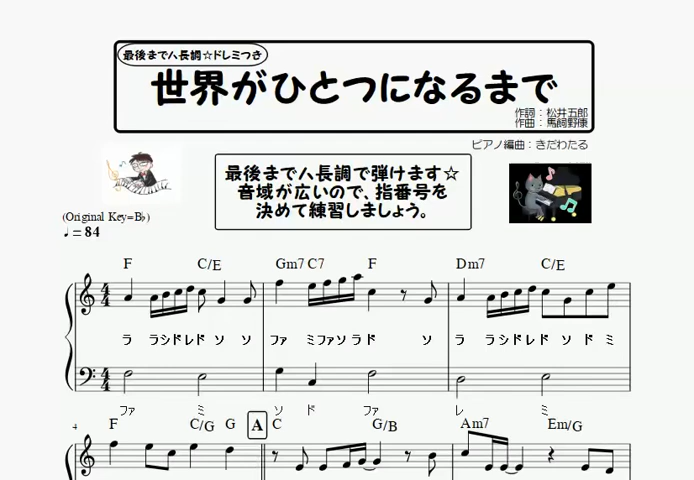 最後までハ長調☆ドレミつき
世界がひとつになるまで
作詞：松井五郎
作曲：馬飼野康
ピアノ編曲：きだわたる
最後までハ長調で弾けます☆
音域が広いので、指番号を
決めて練習しましょう。
(Original Key=B♭)
♩= 84
F C/E Gm7 C7 F Dm7 C/E
4
4
ラ ラシドレド ソ ソ ファ ミファソラド ソ ラ ラシドレド ソ ド ミ
4
4
ファ ミ ソ ド ファ レ ミ
4 F C/G G A C G/B Am7 Em/G